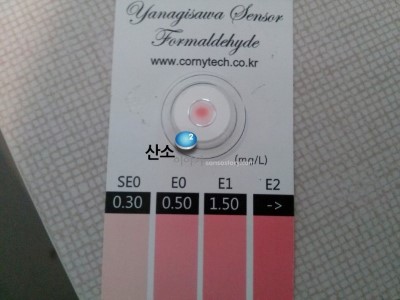 Yanagisawa Sensor
Formaldehyde
www.cornytech.co.kr
2
산소
(mg/L)
SE0 E0 E1 E2
0.30 0.50 1.50 ->